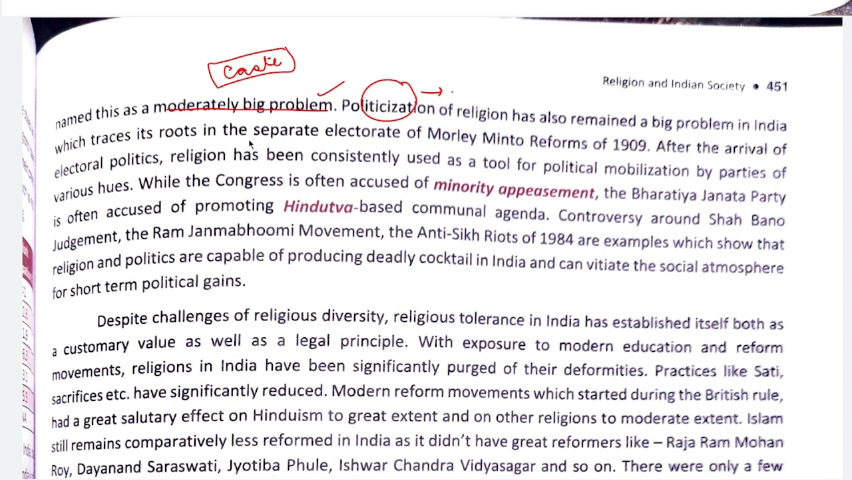 Caste
Religion and Indian Society • 451
named this as a moderately big problem. Politicization of religion has also remained a big problem in India
which traces its roots in the separate electorate of Morley Minto Reforms of 1909. After the arrival of
electoral politics, religion has been consistently used as a tool for political mobilization by parties of
various hues. While the Congress is often accused of minority appeasement, the Bharatiya Janata Party
is often accused of promoting Hindutva-based communal agenda. Controversy around Shah Bano
Judgement, the Ram Janmabhoomi Movement, the Anti-Sikh Riots of 1984 are examples which show that
religion and politics are capable of producing deadly cocktail in India and can vitiate the social atmosphere
for short term political gains.
Despite challenges of religious diversity, religious tolerance in India has established itself both as
a customary value as well as a legal principle. With exposure to modern education and reform
movements, religions in India have been significantly purged of their deformities. Practices like Sati,
sacrifices etc. have significantly reduced. Modern reform movements which started during the British rule,
had a great salutary effect on Hinduism to great extent and on other religions to moderate extent. Islam
still remains comparatively less reformed in India as it didn't have great reformers like – Raja Ram Mohan
Roy, Dayanand Saraswati, Jyotiba Phule, Ishwar Chandra Vidyasagar and so on. There were only a few